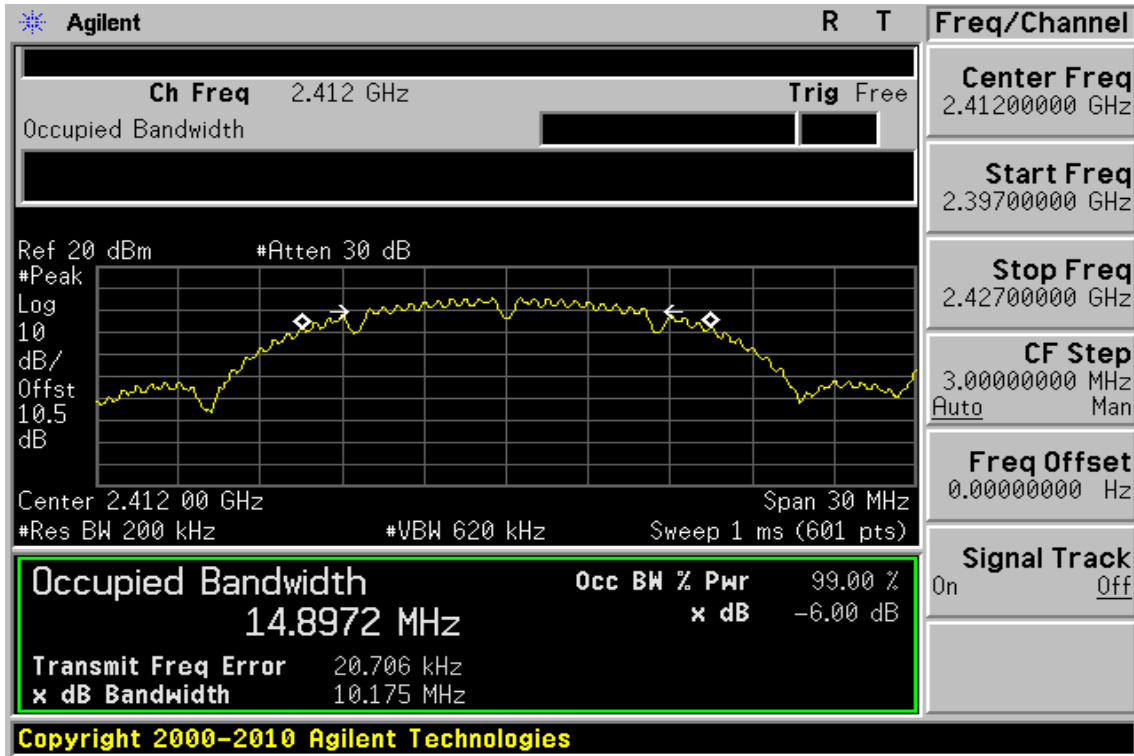 Agilent R T Freq/Channel
Ch Freq 2.412 GHz Trig Free
Occupied Bandwidth
Center Freq
2.41200000 GHz
Start Freq
2.39700000 GHz
Stop Freq
2.42700000 GHz
CF Step
3.00000000 MHz
Auto Man
Freq Offset
0.00000000 Hz
Signal Track
On Off
Ref 20 dBm #Atten 30 dB
#Peak
Log
10
dB/
Offst
10.5
dB
Center 2.412 00 GHz Span 30 MHz
#Res BW 200 kHz #VBW 620 kHz Sweep 1 ms (601 pts)
Occupied Bandwidth Occ BW % Pwr 99.00 %
14.8972 MHz x dB -6.00 dB
Transmit Freq Error 20.706 kHz
x dB Bandwidth 10.175 MHz
Copyright 2000-2010 Agilent Technologies